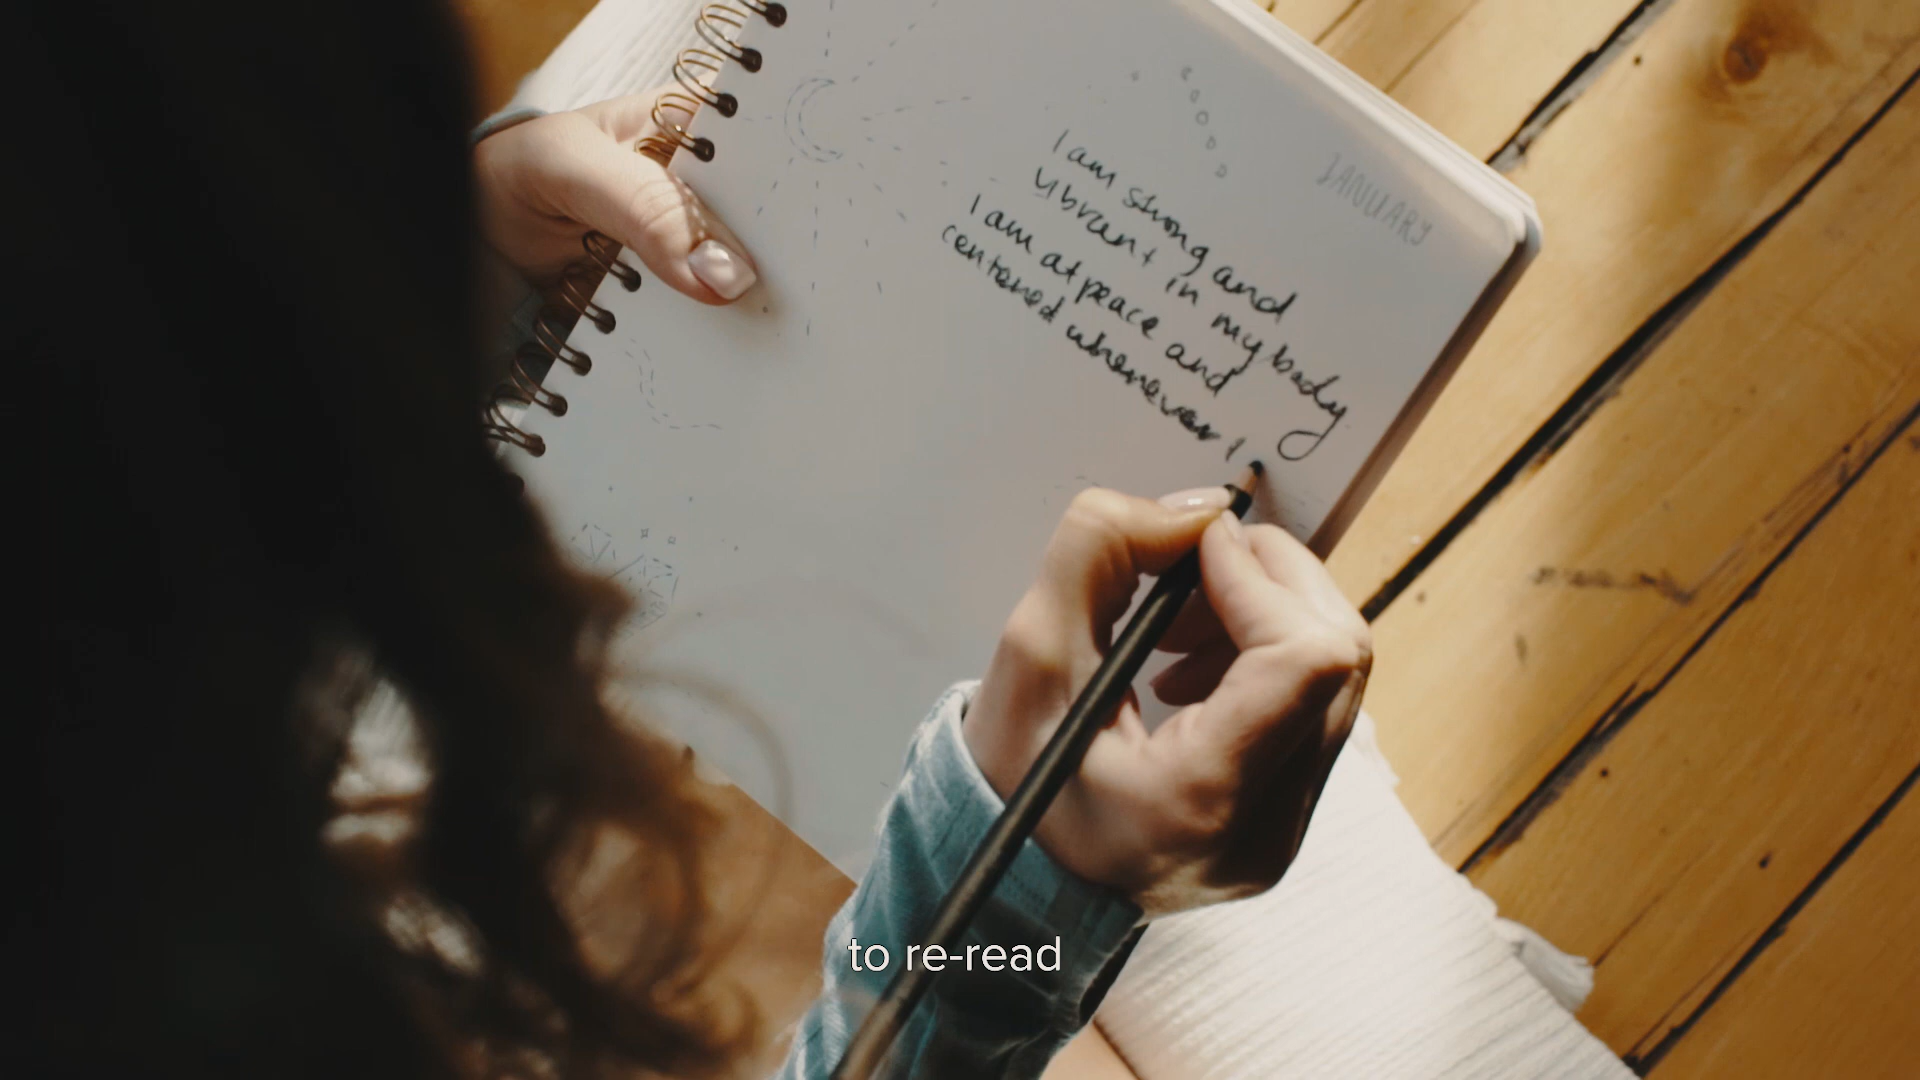 JANUARY
I am strong and
vibrant in my body
I am at peace and
centered whenever I
to re-read